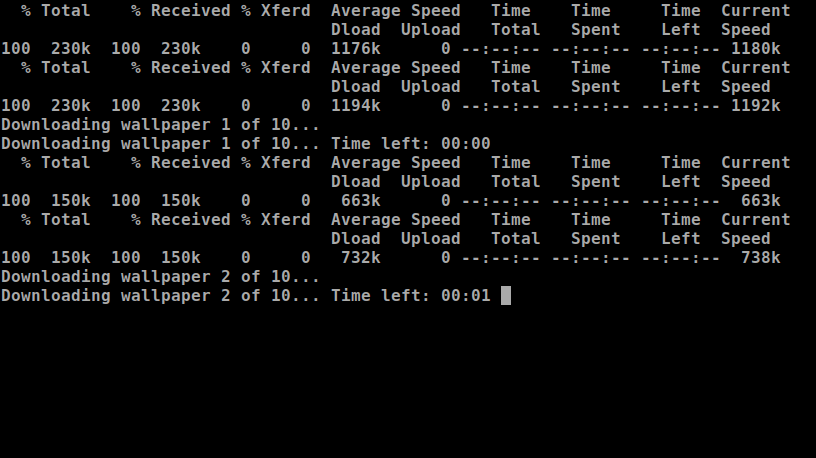 % Total    % Received % Xferd  Average Speed   Time    Time     Time  Current
                                 Dload  Upload   Total   Spent    Left  Speed
100  230k  100  230k    0     0  1176k      0 --:--:-- --:--:-- --:--:-- 1180k
  % Total    % Received % Xferd  Average Speed   Time    Time     Time  Current
                                 Dload  Upload   Total   Spent    Left  Speed
100  230k  100  230k    0     0  1194k      0 --:--:-- --:--:-- --:--:-- 1192k
Downloading wallpaper 1 of 10...
Downloading wallpaper 1 of 10... Time left: 00:00
  % Total    % Received % Xferd  Average Speed   Time    Time     Time  Current
                                 Dload  Upload   Total   Spent    Left  Speed
100  150k  100  150k    0     0   663k      0 --:--:-- --:--:-- --:--:--  663k
  % Total    % Received % Xferd  Average Speed   Time    Time     Time  Current
                                 Dload  Upload   Total   Spent    Left  Speed
100  150k  100  150k    0     0   732k      0 --:--:-- --:--:-- --:--:--  738k
Downloading wallpaper 2 of 10...
Downloading wallpaper 2 of 10... Time left: 00:01